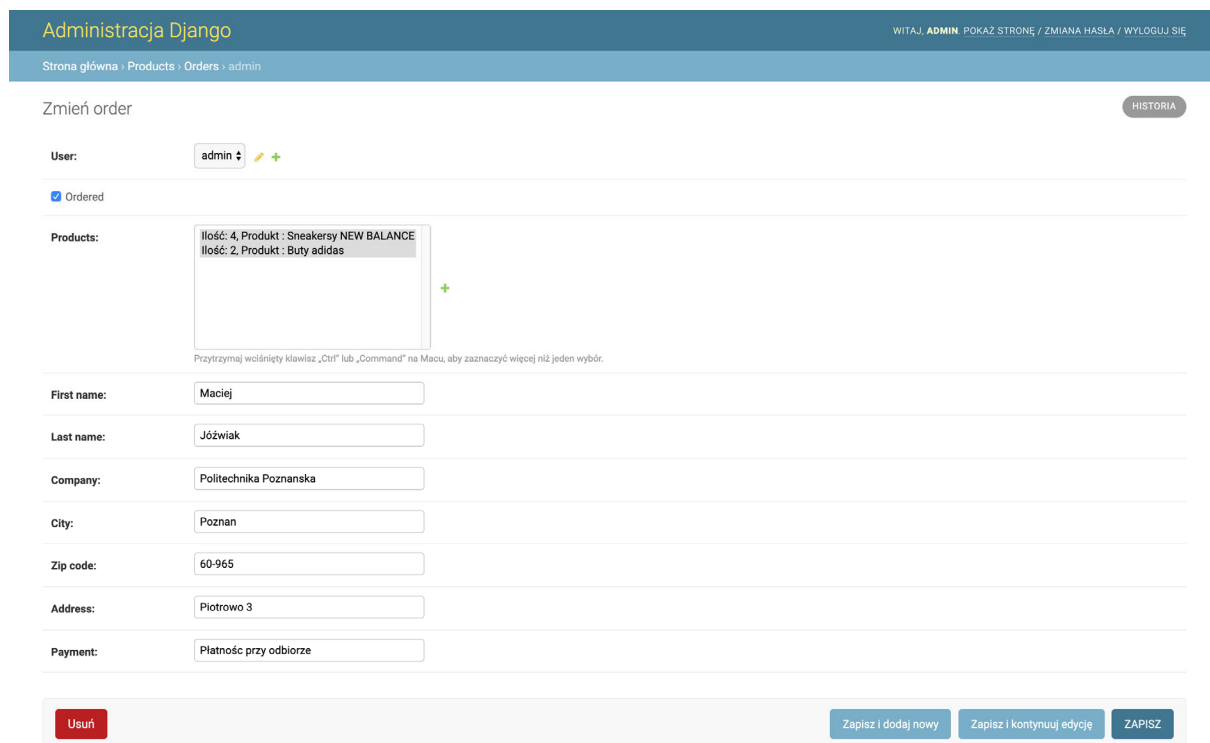 Administracja Django
WITAJ, ADMIN. POKAŻ STRONĘ / ZMIANA HASŁA / WYLOGUJ SIĘ
Strona główna › Products › Orders › admin
Zmień order
HISTORIA
User: admin
Ordered
Products:
Ilość: 4, Produkt : Sneakersy NEW BALANCE
Ilość: 2, Produkt : Buty adidas
Przytrzymaj wciśnięty klawisz „Ctrl” lub „Command” na Macu, aby zaznaczyć więcej niż jeden wybór.
First name: Maciej
Last name: Jóźwiak
Company: Politechnika Poznanska
City: Poznan
Zip code: 60-965
Address: Piotrowo 3
Payment: Płatnośc przy odbiorze
Usuń
Zapisz i dodaj nowy
Zapisz i kontynuuj edycję
ZAPISZ